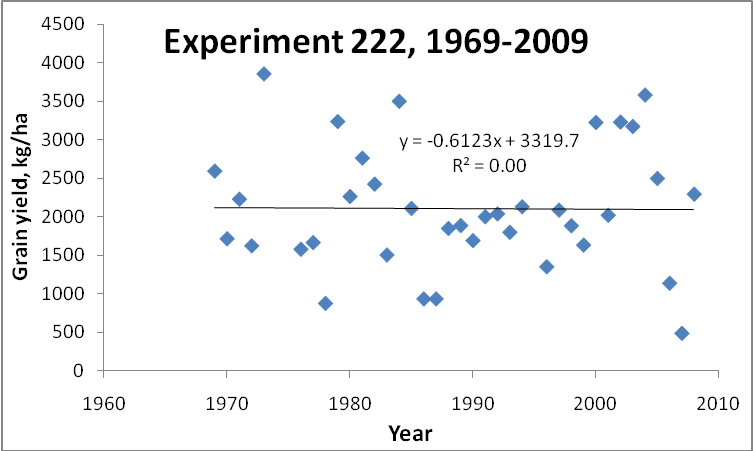 Experiment 222, 1969-2009
4500
4000
3500
3000
2500
2000
1500
1000
500
0
Grain yield, kg/ha
y = -0.6123x + 3319.7
R² = 0.00
1960 1970 1980 1990 2000 2010
Year